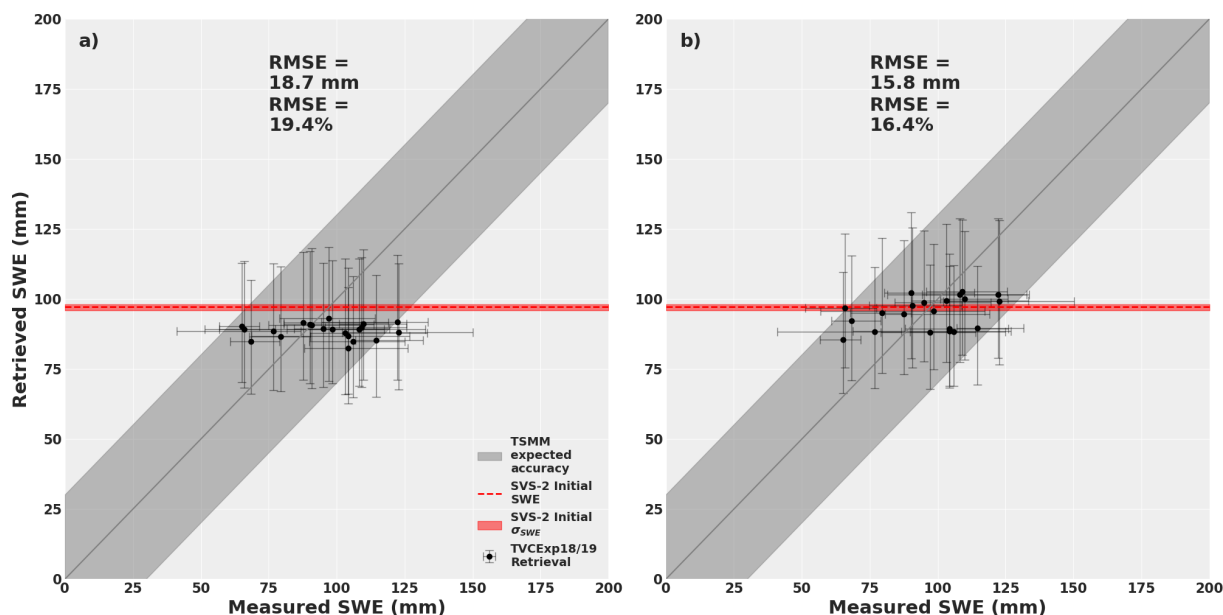 a)
RMSE =
18.7 mm
RMSE =
19.4%
b)
RMSE =
15.8 mm
RMSE =
16.4%
200
175
150
125
100
75
50
25
0
Retrieved SWE (mm)
TSMM
expected
accuracy
SVS-2 Initial
SWE
SVS-2 Initial
σSWE
TVCExp18/19
Retrieval
0 25 50 75 100 125 150 175 200
Measured SWE (mm)
200
175
150
125
100
75
50
25
0
0 25 50 75 100 125 150 175 200
Measured SWE (mm)